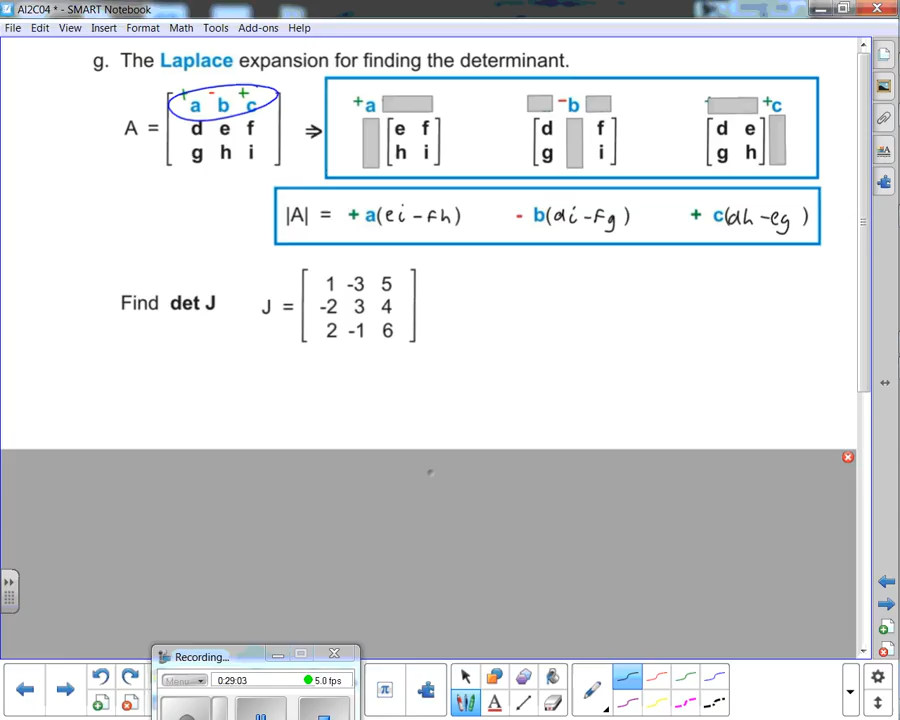 AI2C04 * - SMART Notebook
File Edit View Insert Format Math Tools Add-ons Help
g. The Laplace expansion for finding the determinant.
+ - +
a b c
A = d e f
g h i
⇒
+a
e f
h i
-b
d f
g i
+c
d e
g h
|A| = + a(ei - fh) - b(di - fg) + c(dh - eg)
Find det J
J =
1 -3 5
-2 3 4
2 -1 6
Recording...
Menu
0:29:03 5.0 fps
π
A